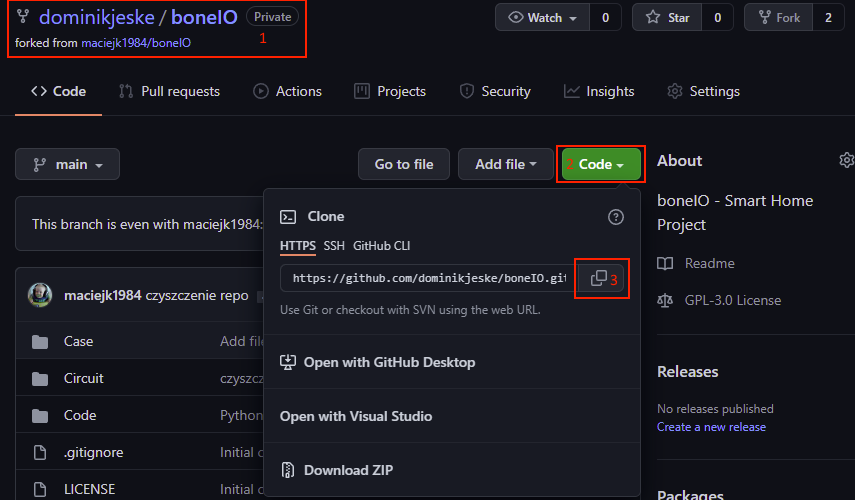 dominikjeske / boneIO Private
1
forked from maciejk1984/boneIO
Watch 0
Star 0
Fork 2
Code
Pull requests
Actions
Projects
Security
Insights
Settings
main
Go to file
Add file
2 Code
About
boneIO - Smart Home
Project
Readme
GPL-3.0 License
Releases
No releases published
Create a new release
Packages
This branch is even with maciejk1984:
Clone
HTTPS SSH GitHub CLI
https://github.com/dominikjeske/boneIO.git
3
Use Git or checkout with SVN using the web URL.
Open with GitHub Desktop
Open with Visual Studio
Download ZIP
maciejk1984 czyszczenie repo
Case Add file
Circuit czyszcz
Code Python
.gitignore Initial c
LICENSE Initial c